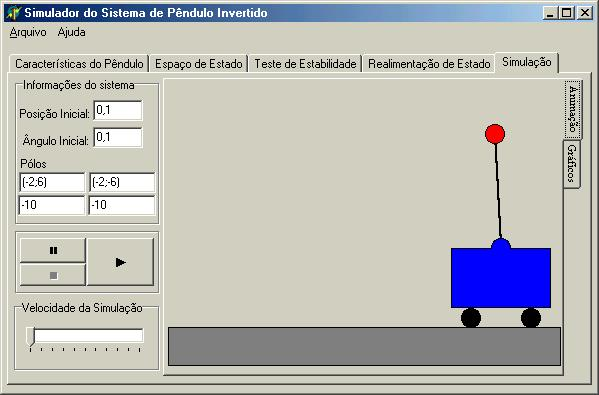 Simulador do Sistema de Pêndulo Invertido
Arquivo Ajuda
Características do Pêndulo Espaço de Estado Teste de Estabilidade Realimentação de Estado Simulação
Informações do sistema
Posição Inicial: 0,1
Ângulo Inicial: 0,1
Pólos
(-2;6) (-2;-6)
-10 -10
Velocidade da Simulação
Animação
Gráficos